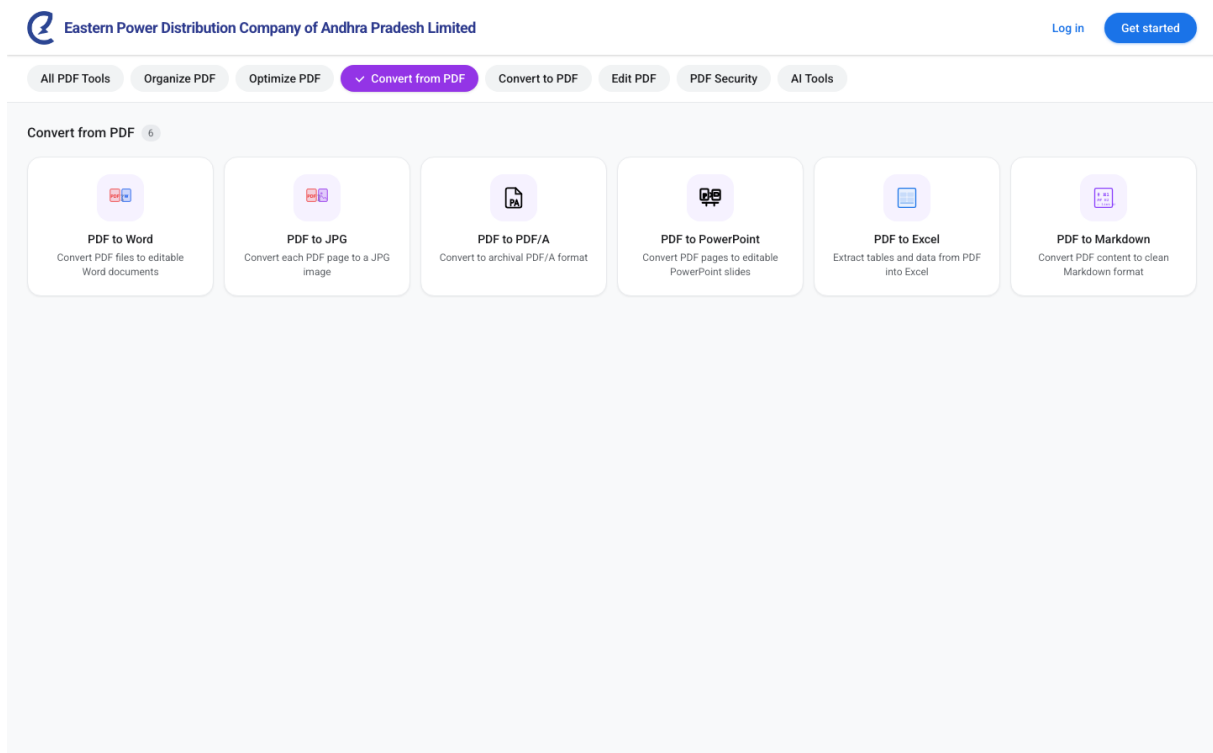 Eastern Power Distribution Company of Andhra Pradesh Limited
Log in
Get started
All PDF Tools
Organize PDF
Optimize PDF
Convert from PDF
Convert to PDF
Edit PDF
PDF Security
AI Tools
Convert from PDF 6
PDF to Word
Convert PDF files to editable
Word documents
PDF to JPG
Convert each PDF page to a JPG
image
PA
PDF to PDF/A
Convert to archival PDF/A format
PDF to PowerPoint
Convert PDF pages to editable
PowerPoint slides
PDF to Excel
Extract tables and data from PDF
into Excel
PDF to Markdown
Convert PDF content to clean
Markdown format